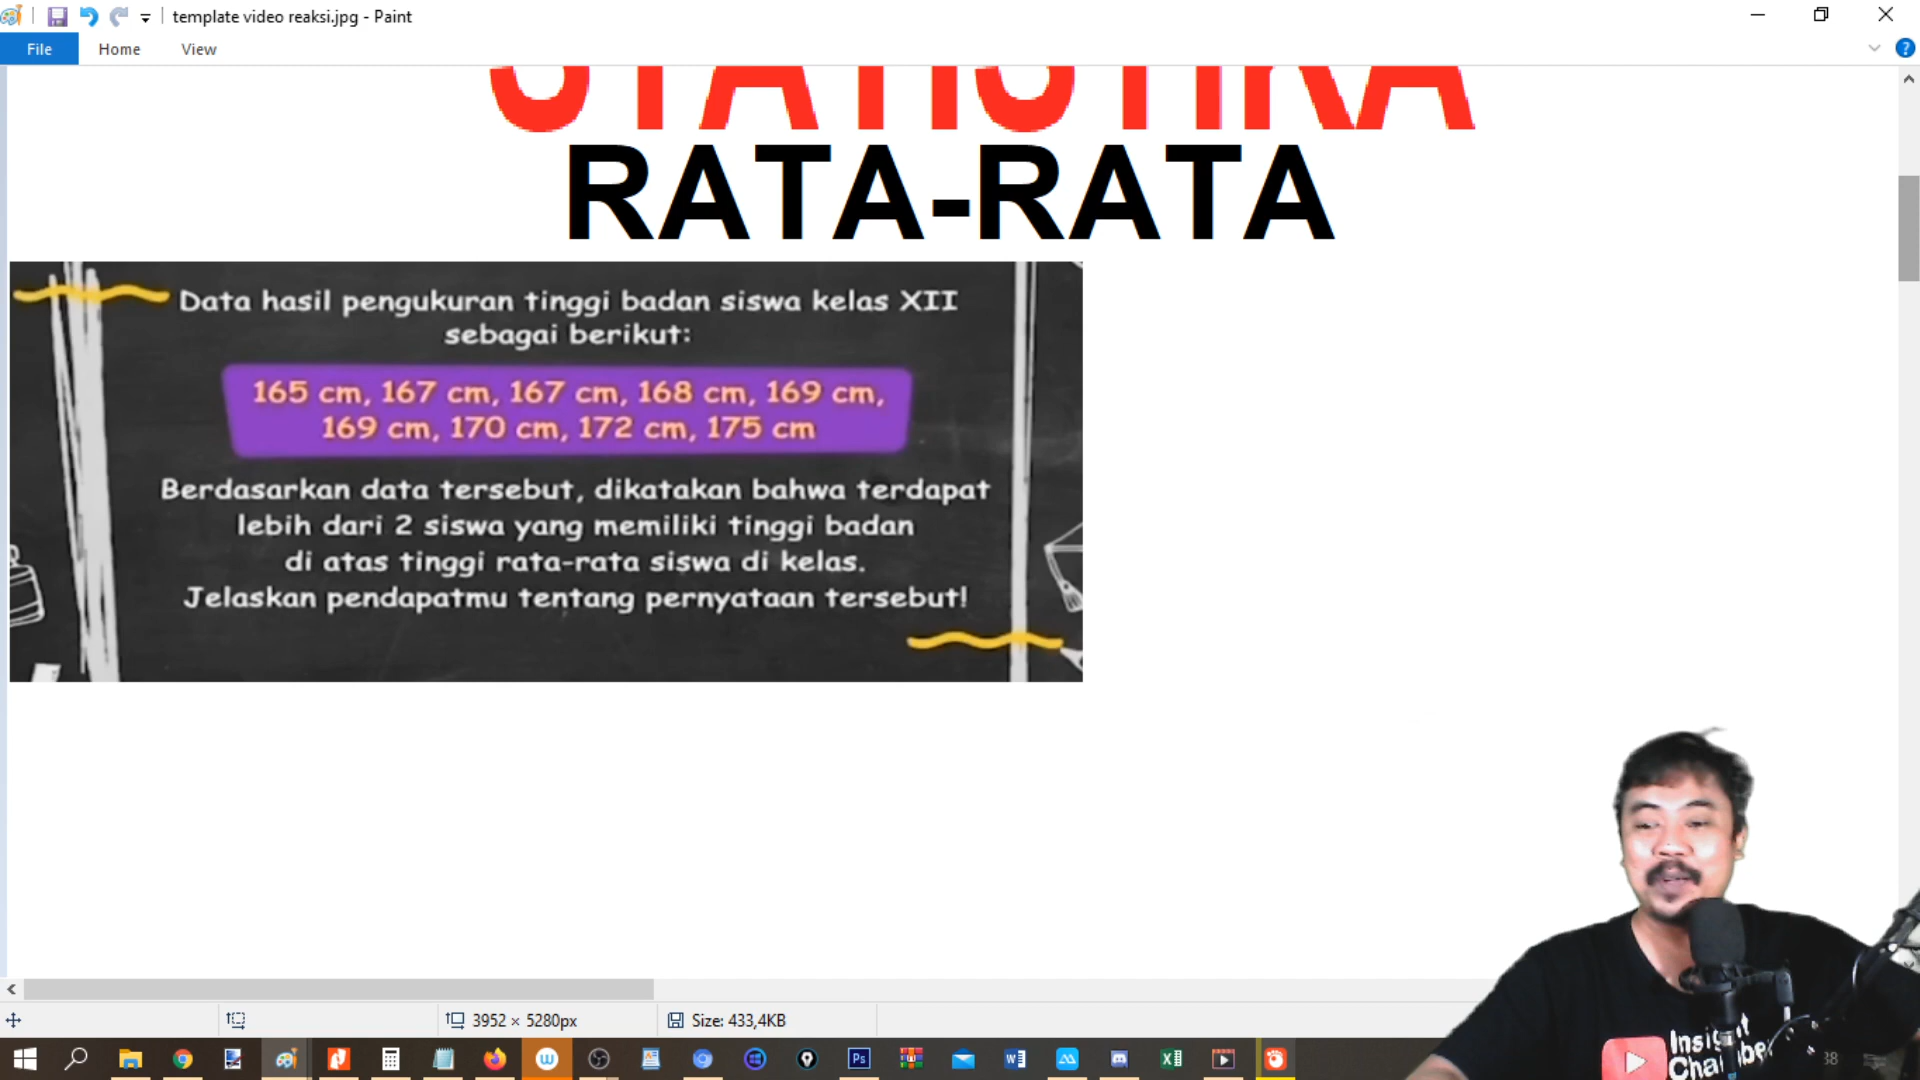 template video reaksi.jpg - Paint
File Home View
STATISTIKA
RATA-RATA
Data hasil pengukuran tinggi badan siswa kelas XII
sebagai berikut:
165 cm, 167 cm, 167 cm, 168 cm, 169 cm,
169 cm, 170 cm, 172 cm, 175 cm
Berdasarkan data tersebut, dikatakan bahwa terdapat
lebih dari 2 siswa yang memiliki tinggi badan
di atas tinggi rata-rata siswa di kelas.
Jelaskan pendapatmu tentang pernyataan tersebut!
3952 × 5280px Size: 433,4KB
Ps
38